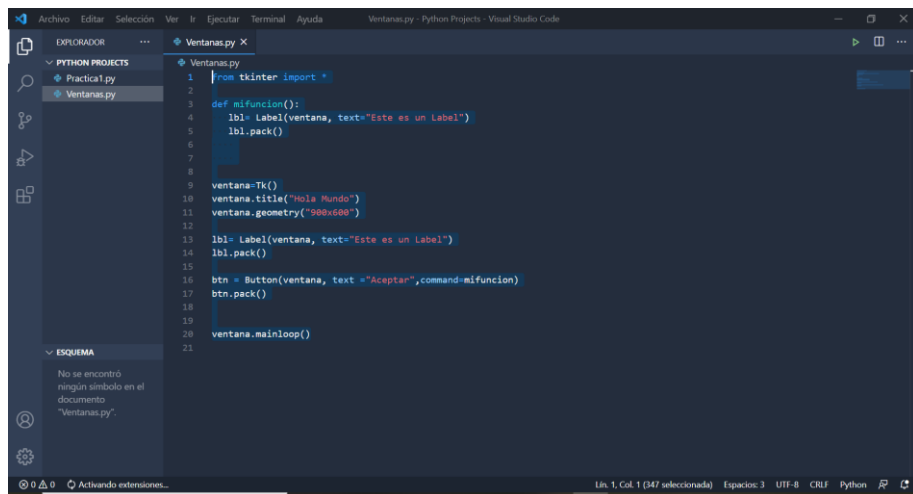 Archivo Editar Selección Ver Ir Ejecutar Terminal Ayuda Ventanas.py - Python Projects - Visual Studio Code
EXPLORADOR ...
Ventanas.py
PYTHON PROJECTS
Practica1.py
Ventanas.py
Ventanas.py
1 from tkinter import *
2
3 def mifuncion():
4 lbl= Label(ventana, text="Este es un Label")
5 lbl.pack()
6
7
8
9 ventana=Tk()
10 ventana.title("Hola Mundo")
11 ventana.geometry("900x600")
12
13 lbl= Label(ventana, text="Este es un Label")
14 lbl.pack()
15
16 btn = Button(ventana, text ="Aceptar",command=mifuncion)
17 btn.pack()
18
19
20 ventana.mainloop()
21
ESQUEMA
No se encontró
ningún símbolo en el
documento
"Ventanas.py".
0 0 Activando extensiones... Lín. 1, Col. 1 (347 seleccionada) Espacios: 3 UTF-8 CRLF Python